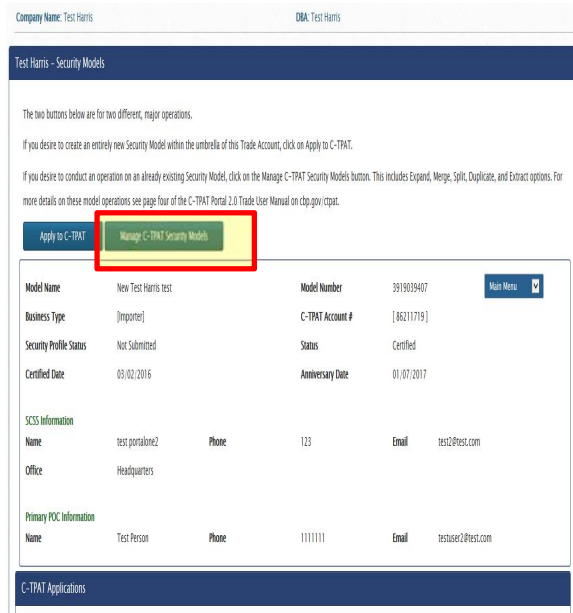 Company Name: Test Harris DBA: Test Harris
Test Harris - Security Models
The two buttons below are for two different, major operations.
If you desire to create an entirely new Security Model within the umbrella of this Trade Account, click on Apply to C-TPAT.
If you desire to conduct an operation on an already existing Security Model, click on the Manage C-TPAT Security Models button. This includes Expand, Merge, Split, Duplicate, and Extract options. For
more details on these model operations see page four of the C-TPAT Portal 2.0 Trade User Manual on cbp.gov/ctpat.
Apply to C-TPAT Manage C-TPAT Security Models
Model Name New Test Harris test Model Number 3919039407 Main Menu
Business Type [Importer] C-TPAT Account # [ 86211719 ]
Security Profile Status Not Submitted Status Certified
Certified Date 03/02/2016 Anniversary Date 01/07/2017
SCSS Information
Name test portalone2 Phone 123 Email test2@test.com
Office Headquarters
Primary POC Information
Name Test Person Phone 1111111 Email testuser2@test.com
C-TPAT Applications